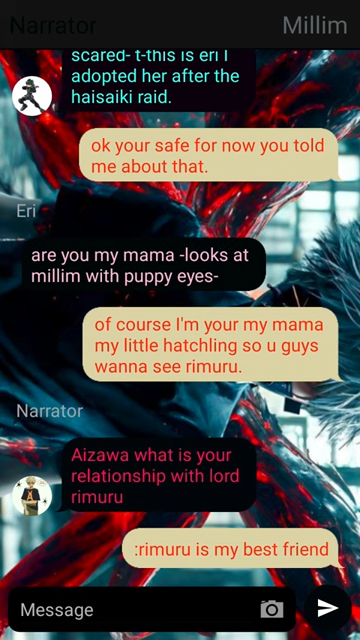 Narrator
Millim
scared- t-this is eri I
adopted her after the
haisaiki raid.
ok your safe for now you told
me about that.
Eri
are you my mama -looks at
millim with puppy eyes-
of course I'm your my mama
my little hatchling so u guys
wanna see rimuru.
Narrator
Aizawa what is your
relationship with lord
rimuru
:rimuru is my best friend
Message